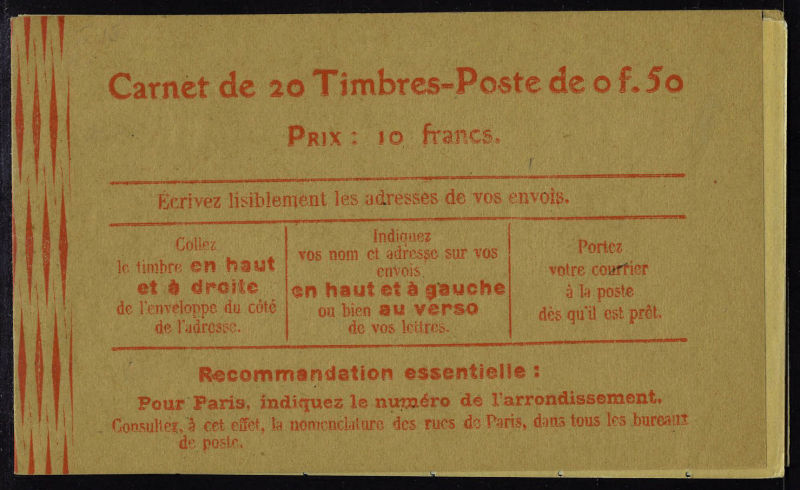 Carnet de 20 Timbres-Poste de 0 f. 50
PRIX : 10 francs.
Écrivez lisiblement les adresses de vos envois.
Collez
le timbre en haut
et à droite
de l'enveloppe du côté
de l'adresse.
Indiquez
vos nom et adresse sur vos
envois
en haut et à gauche
ou bien au verso
de vos lettres.
Portez
votre courrier
à la poste
dès qu'il est prêt.
Recommandation essentielle :
Pour Paris, indiquez le numéro de l'arrondissement.
Consultez, à cet effet, la nomenclature des rues de Paris, dans tous les bureaux
de poste.